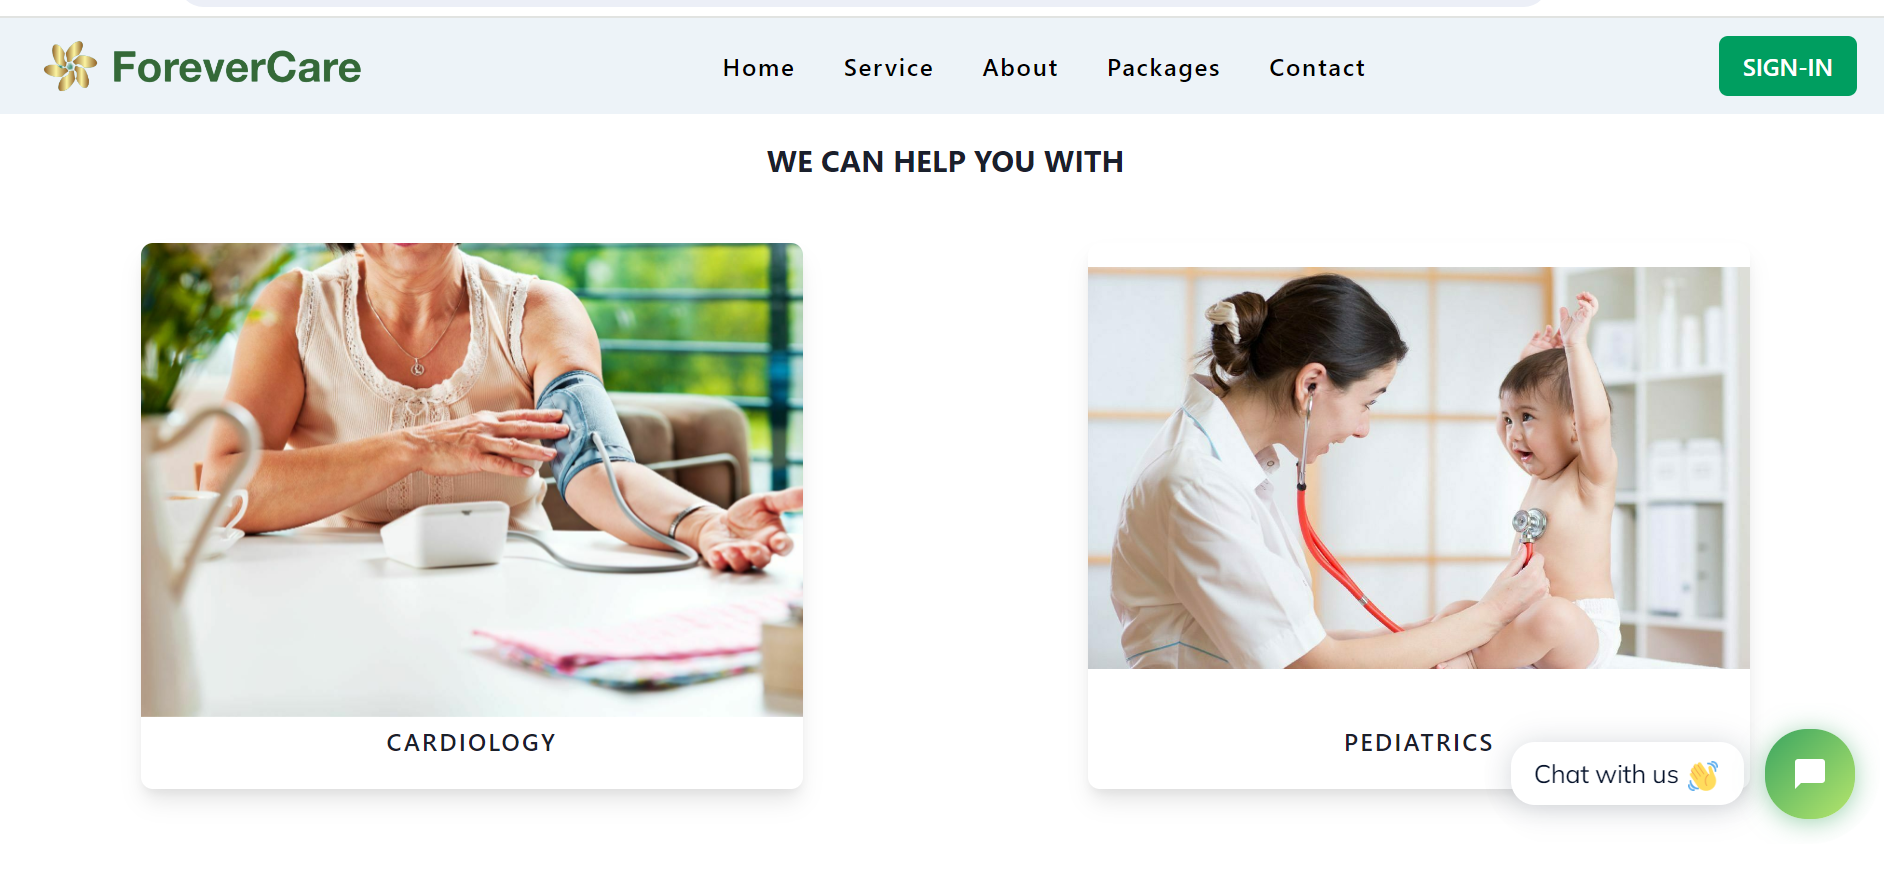 ForeverCare
Home Service About Packages Contact
SIGN-IN
WE CAN HELP YOU WITH
CARDIOLOGY
PEDIATRICS
Chat with us 👋